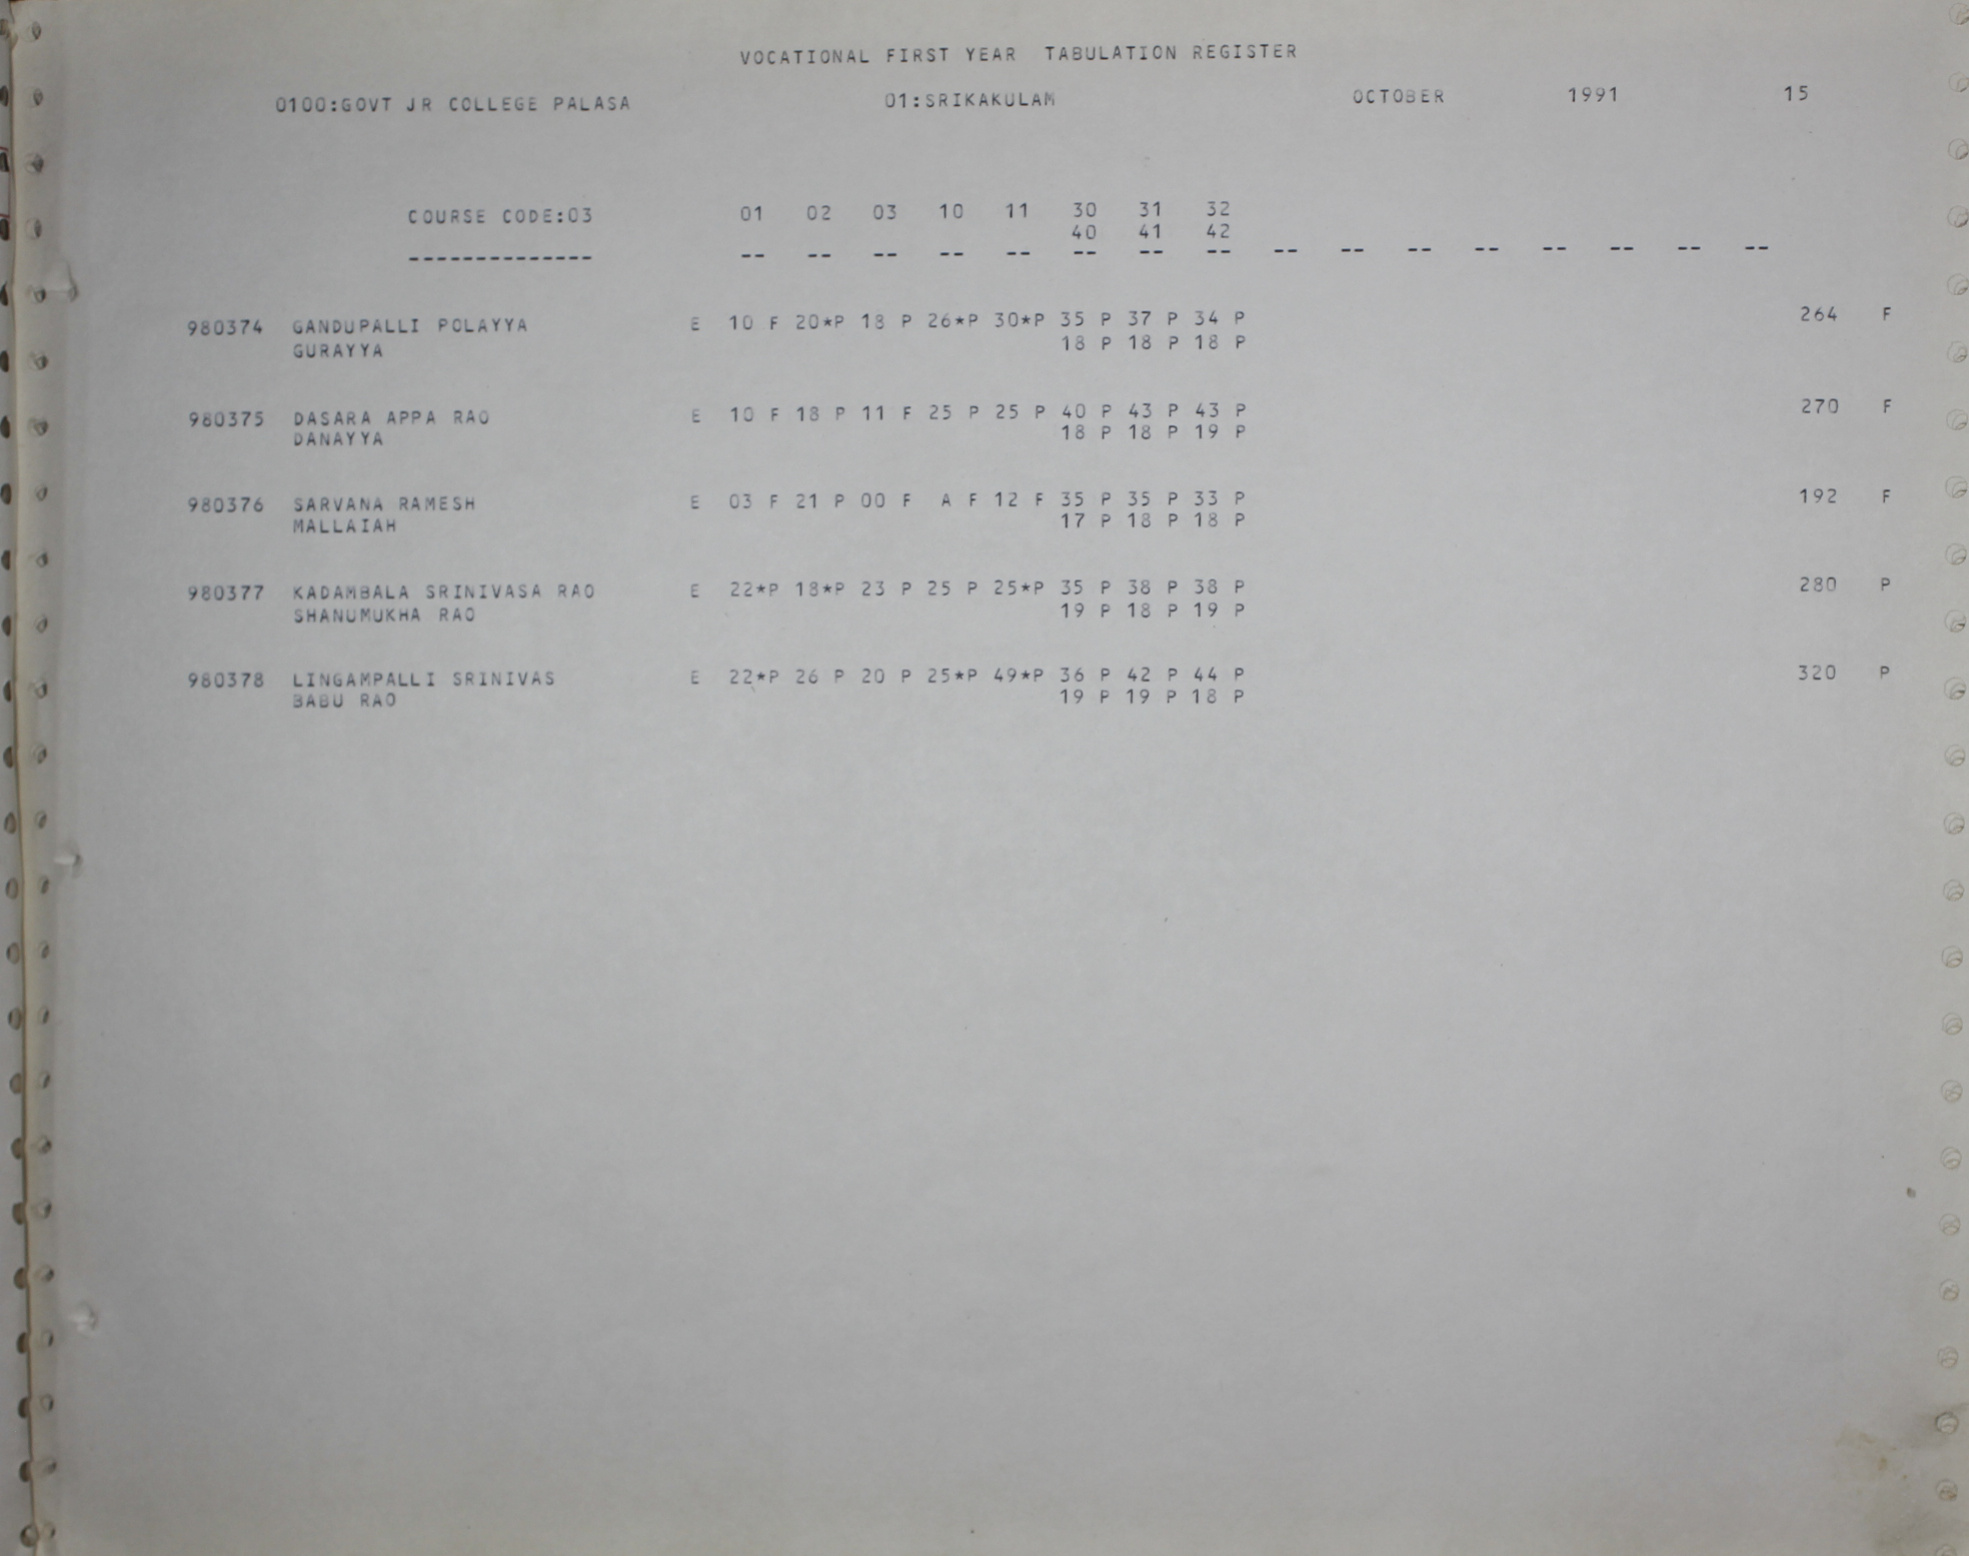 VOCATIONAL FIRST YEAR TABULATION REGISTER
0100:GOVT JR COLLEGE PALASA 01:SRIKAKULAM OCTOBER 1991 15
COURSE CODE:03 01 02 03 10 11 30 31 32
40 41 42
-------------- -- -- -- -- -- -- -- -- -- -- -- -- -- -- -- --
980374 GANDUPALLI POLAYYA E 10 F 20*P 18 P 26*P 30*P 35 P 37 P 34 P 264 F
GURAYYA 18 P 18 P 18 P
980375 DASARA APPA RAO E 10 F 18 P 11 F 25 P 25 P 40 P 43 P 43 P 270 F
DANAYYA 18 P 18 P 19 P
980376 SARVANA RAMESH E 03 F 21 P 00 F A F 12 F 35 P 35 P 33 P 192 F
MALLAIAH 17 P 18 P 18 P
980377 KADAMBALA SRINIVASA RAO E 22*P 18*P 23 P 25 P 25*P 35 P 38 P 38 P 280 P
SHANUMUKHA RAO 19 P 18 P 19 P
980378 LINGAMPALLI SRINIVAS E 22*P 26 P 20 P 25*P 49*P 36 P 42 P 44 P 320 P
BABU RAO 19 P 19 P 18 P